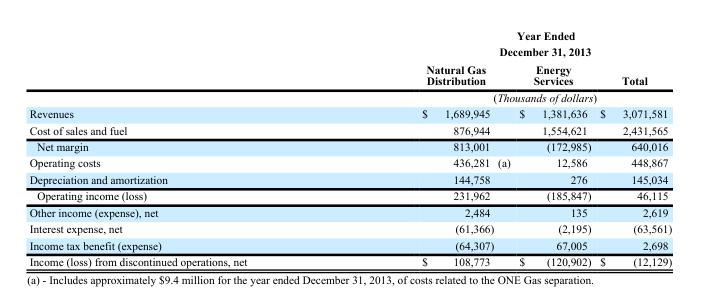 Year Ended
December 31, 2013
Natural Gas Distribution Energy Services Total
(Thousands of dollars)
Revenues $ 1,689,945 $ 1,381,636 $ 3,071,581
Cost of sales and fuel 876,944 1,554,621 2,431,565
Net margin 813,001 (172,985) 640,016
Operating costs 436,281 (a) 12,586 448,867
Depreciation and amortization 144,758 276 145,034
Operating income (loss) 231,962 (185,847) 46,115
Other income (expense), net 2,484 135 2,619
Interest expense, net (61,366) (2,195) (63,561)
Income tax benefit (expense) (64,307) 67,005 2,698
Income (loss) from discontinued operations, net $ 108,773 $ (120,902) $ (12,129)
(a) - Includes approximately $9.4 million for the year ended December 31, 2013, of costs related to the ONE Gas separation.